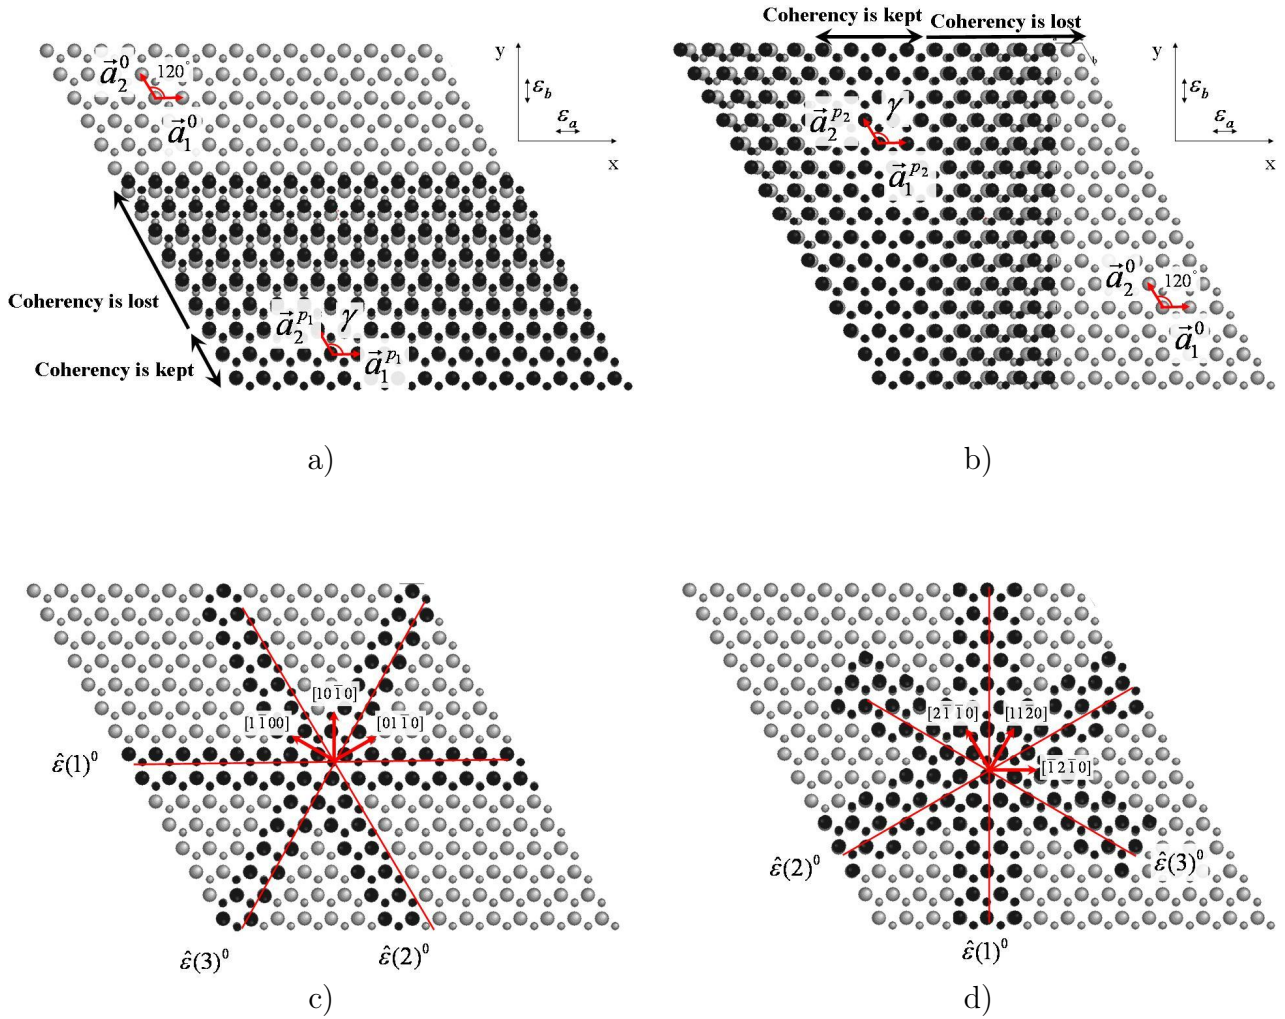 Coherency is kept
Coherency is lost
a⃗₂⁰
120°
a⃗₁⁰
y
ε_b
ε_a
x
y
ε_b
ε_a
x
b
a⃗₂^{p₂}
γ
a⃗₁^{p₂}
Coherency is lost
Coherency is kept
a⃗₂^{p₁}
γ
a⃗₁^{p₁}
a⃗₂⁰
120°
a⃗₁⁰
a)
b)
[10 1̄ 0]
[1 1̄ 00]
[01 1̄ 0]
ε̂(1)⁰
ε̂(3)⁰
ε̂(2)⁰
c)
[2 1̄ 1̄ 0]
[11 2̄ 0]
[1̄ 2 1̄ 0]
ε̂(2)⁰
ε̂(3)⁰
ε̂(1)⁰
d)